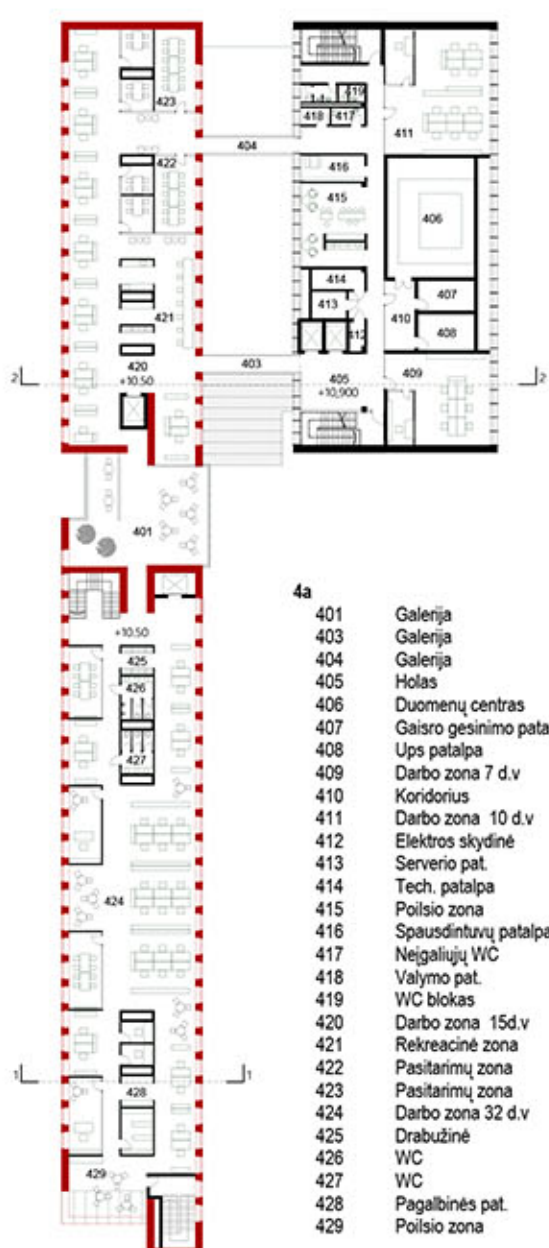 419
423
418
417
411
404
422
416
415
406
421
414
413
407
412
410
408
420
403
+10.50
405
409
+10,900
2
2
401
+10.50
425
426
427
424
1
1
428
429
4a
401 Galerija
403 Galerija
404 Galerija
405 Holas
406 Duomenų centras
407 Gaisro gesinimo pata
408 Ups patalpa
409 Darbo zona 7 d.v
410 Koridorius
411 Darbo zona 10 d.v
412 Elektros skydinė
413 Serverio pat.
414 Tech. patalpa
415 Poilsio zona
416 Spausdintuvų patalpa
417 Neįgaliųjų WC
418 Valymo pat.
419 WC blokas
420 Darbo zona 15d.v
421 Rekreacinė zona
422 Pasitarimų zona
423 Pasitarimų zona
424 Darbo zona 32 d.v
425 Drabužinė
426 WC
427 WC
428 Pagalbinės pat.
429 Poilsio zona